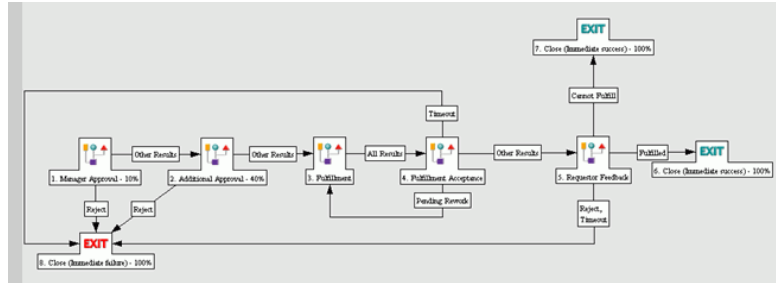 EXIT
7. Close (Immediate success) - 100%
Cannot Fulfill
Timeout
Other Results
Other Results
All Results
Other Results
Fulfilled
EXIT
1. Manager Approval - 10%
2. Additional Approval - 40%
3. Fulfillment
4. Fulfillment Acceptance
5. Requestor Feedback
6. Close (Immediate success) - 100%
Pending Rework
Reject
Reject
Reject,
Timeout
EXIT
8. Close (Immediate failure) - 100%